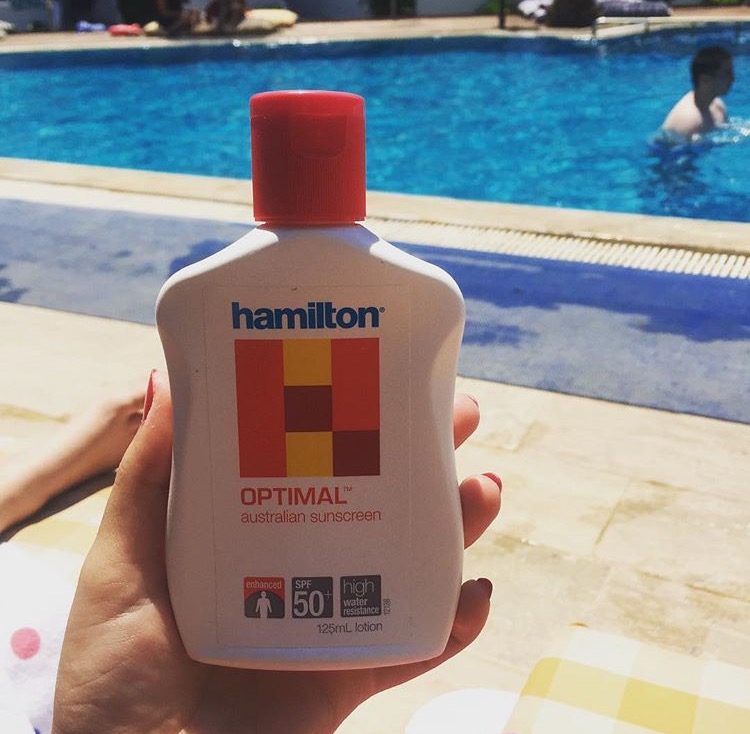 hamilton®
OPTIMAL™
australian sunscreen
enhanced
SPF
50+
high
water
resistance
125mL lotion